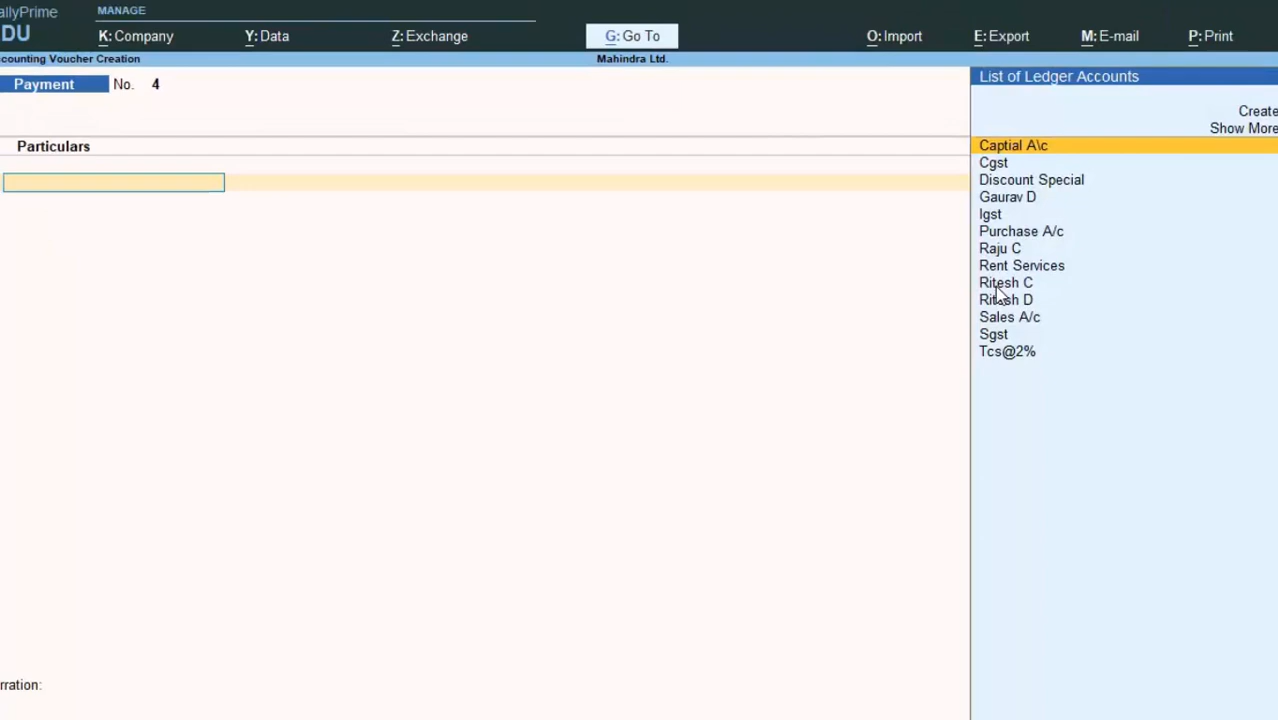 allyPrime
MANAGE
DU
K: Company
Y: Data
Z: Exchange
G: Go To
O: Import
E: Export
M: E-mail
P: Print
counting Voucher Creation
Mahindra Ltd.
Payment
No. 4
List of Ledger Accounts
Create
Show More
Particulars
Captial A\c
Cgst
Discount Special
Gaurav D
Igst
Purchase A/c
Raju C
Rent Services
Ritesh C
Ritesh D
Sales A/c
Sgst
Tcs@2%
rration: